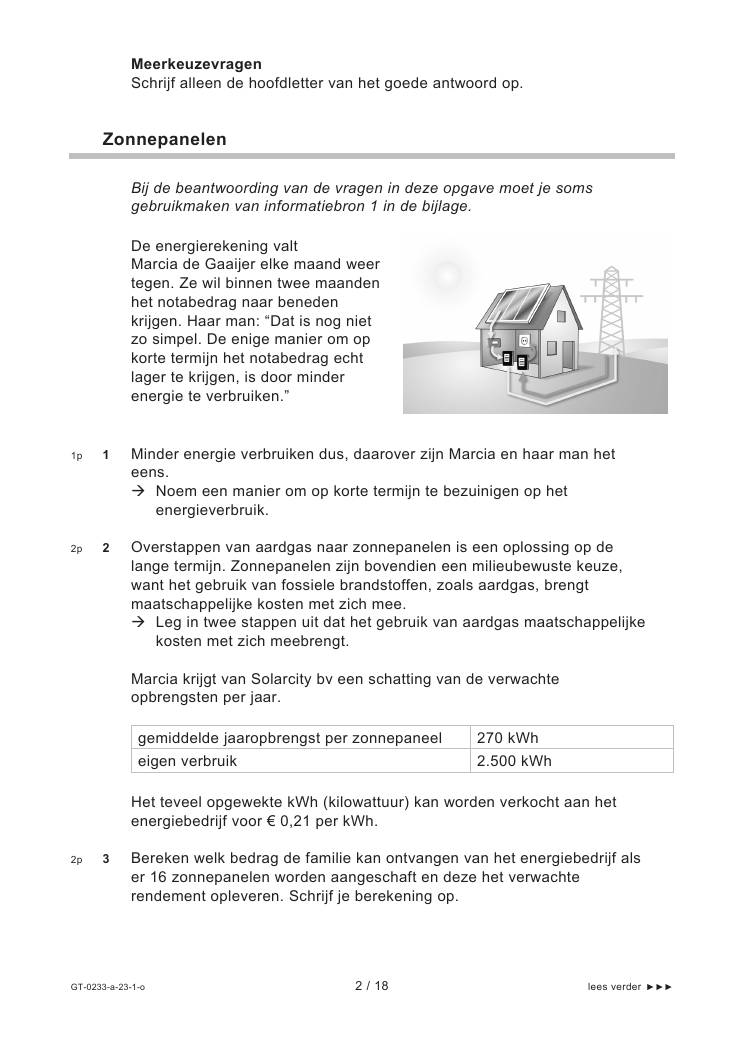 Meerkeuzevragen
Schrijf alleen de hoofdletter van het goede antwoord op.
Zonnepanelen
Bij de beantwoording van de vragen in deze opgave moet je soms
gebruikmaken van informatiebron 1 in de bijlage.
De energierekening valt
Marcia de Gaaijer elke maand weer
tegen. Ze wil binnen twee maanden
het notabedrag naar beneden
krijgen. Haar man: “Dat is nog niet
zo simpel. De enige manier om op
korte termijn het notabedrag echt
lager te krijgen, is door minder
energie te verbruiken.”
1p 1 Minder energie verbruiken dus, daarover zijn Marcia en haar man het
eens.
→ Noem een manier om op korte termijn te bezuinigen op het
energieverbruik.
2p 2 Overstappen van aardgas naar zonnepanelen is een oplossing op de
lange termijn. Zonnepanelen zijn bovendien een milieubewuste keuze,
want het gebruik van fossiele brandstoffen, zoals aardgas, brengt
maatschappelijke kosten met zich mee.
→ Leg in twee stappen uit dat het gebruik van aardgas maatschappelijke
kosten met zich meebrengt.
Marcia krijgt van Solarcity bv een schatting van de verwachte
opbrengsten per jaar.
gemiddelde jaaropbrengst per zonnepaneel 270 kWh
eigen verbruik 2.500 kWh
Het teveel opgewekte kWh (kilowattuur) kan worden verkocht aan het
energiebedrijf voor € 0,21 per kWh.
2p 3 Bereken welk bedrag de familie kan ontvangen van het energiebedrijf als
er 16 zonnepanelen worden aangeschaft en deze het verwachte
rendement opleveren. Schrijf je berekening op.
GT-0233-a-23-1-o 2 / 18 lees verder ►►►